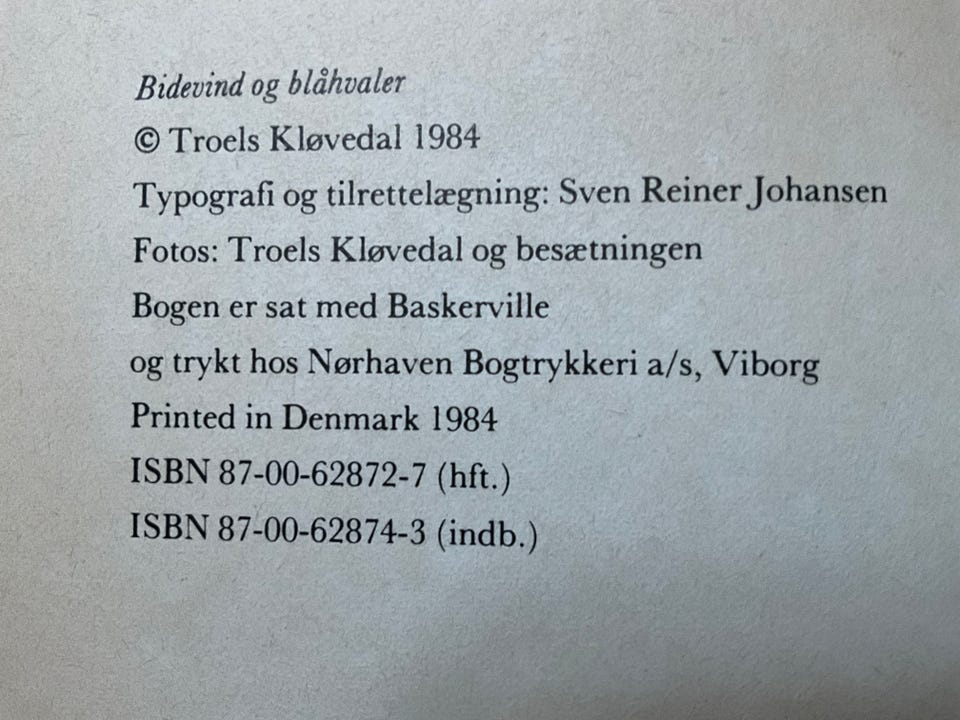 Bidevind og blåhvaler
© Troels Kløvedal 1984
Typografi og tilrettelægning: Sven Reiner Johansen
Fotos: Troels Kløvedal og besætningen
Bogen er sat med Baskerville
og trykt hos Nørhaven Bogtrykkeri a/s, Viborg
Printed in Denmark 1984
ISBN 87-00-62872-7 (hft.)
ISBN 87-00-62874-3 (indb.)